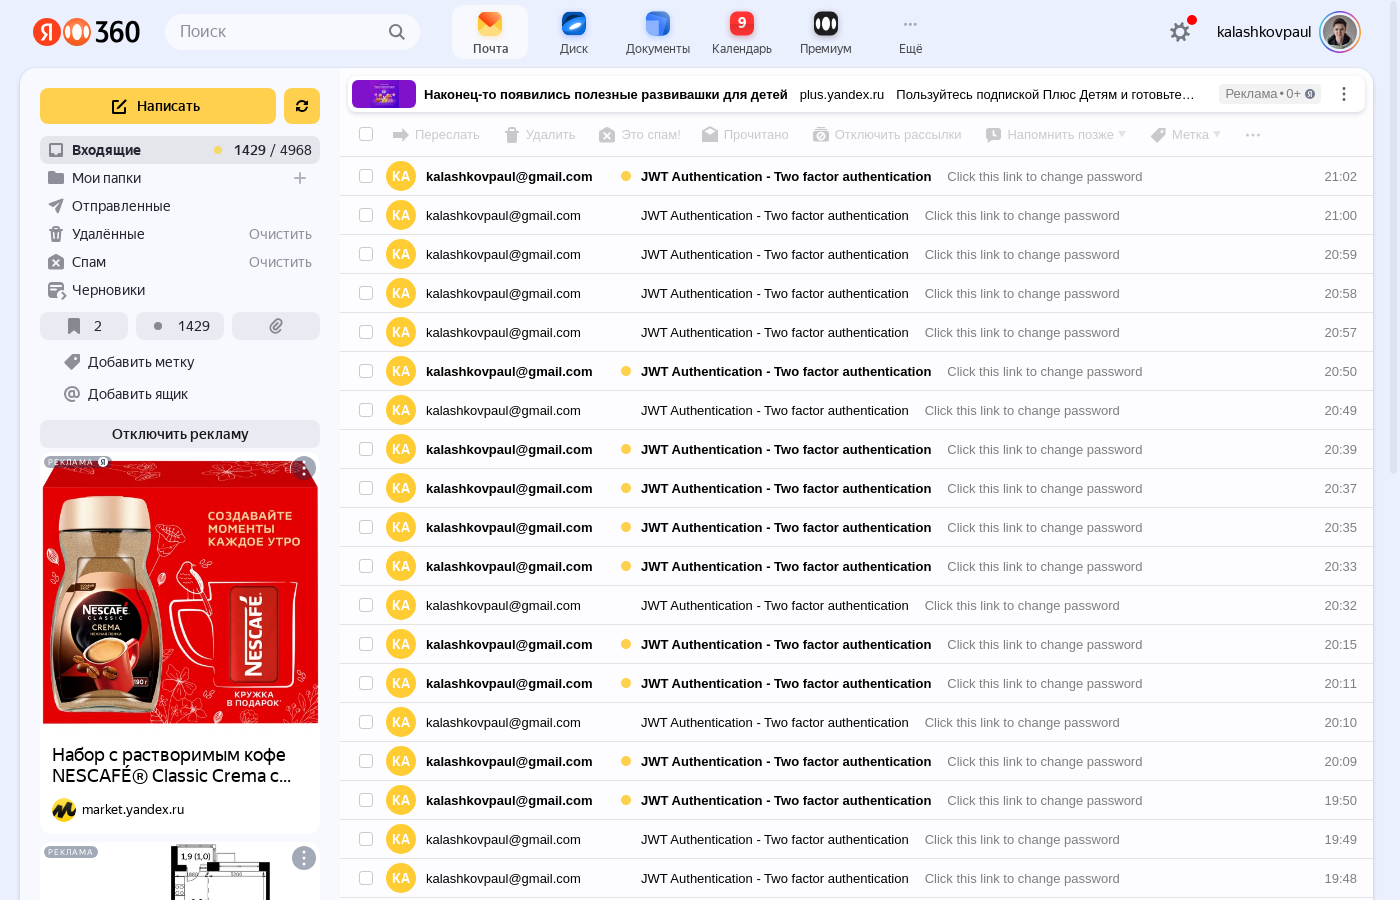 Я 360
Поиск
Почта
Диск
Документы
9
Календарь
Премиум
Ещё
kalashkovpaul
Написать
Входящие 1429 / 4968
Мои папки
Отправленные
Удалённые Очистить
Спам Очистить
Черновики
2 1429
Добавить метку
Добавить ящик
Отключить рекламу
РЕКЛАМА Я
СОЗДАВАЙТЕ
МОМЕНТЫ
КАЖДОЕ УТРО
NESCAFÉ
CLASSIC
CREMA
НЕЖНАЯ ПЕНКА
190 г
NESCAFÉ
КРУЖКА
В ПОДАРОК*
Набор с растворимым кофе
NESCAFÉ® Classic Crema с...
market.yandex.ru
РЕКЛАМА
1,9 (1,0)
Наконец-то появились полезные развивашки для детей plus.yandex.ru Пользуйтесь подпиской Плюс Детям и готовьте... Реклама • 0+ Я
Переслать Удалить Это спам! Прочитано Отключить рассылки Напомнить позже Метка
КА kalashkovpaul@gmail.com JWT Authentication - Two factor authentication Click this link to change password 21:02
КА kalashkovpaul@gmail.com JWT Authentication - Two factor authentication Click this link to change password 21:00
КА kalashkovpaul@gmail.com JWT Authentication - Two factor authentication Click this link to change password 20:59
КА kalashkovpaul@gmail.com JWT Authentication - Two factor authentication Click this link to change password 20:58
КА kalashkovpaul@gmail.com JWT Authentication - Two factor authentication Click this link to change password 20:57
КА kalashkovpaul@gmail.com JWT Authentication - Two factor authentication Click this link to change password 20:50
КА kalashkovpaul@gmail.com JWT Authentication - Two factor authentication Click this link to change password 20:49
КА kalashkovpaul@gmail.com JWT Authentication - Two factor authentication Click this link to change password 20:39
КА kalashkovpaul@gmail.com JWT Authentication - Two factor authentication Click this link to change password 20:37
КА kalashkovpaul@gmail.com JWT Authentication - Two factor authentication Click this link to change password 20:35
КА kalashkovpaul@gmail.com JWT Authentication - Two factor authentication Click this link to change password 20:33
КА kalashkovpaul@gmail.com JWT Authentication - Two factor authentication Click this link to change password 20:32
КА kalashkovpaul@gmail.com JWT Authentication - Two factor authentication Click this link to change password 20:15
КА kalashkovpaul@gmail.com JWT Authentication - Two factor authentication Click this link to change password 20:11
КА kalashkovpaul@gmail.com JWT Authentication - Two factor authentication Click this link to change password 20:10
КА kalashkovpaul@gmail.com JWT Authentication - Two factor authentication Click this link to change password 20:09
КА kalashkovpaul@gmail.com JWT Authentication - Two factor authentication Click this link to change password 19:50
КА kalashkovpaul@gmail.com JWT Authentication - Two factor authentication Click this link to change password 19:49
КА kalashkovpaul@gmail.com JWT Authentication - Two factor authentication Click this link to change password 19:48